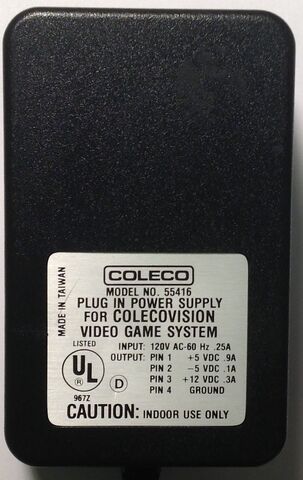 COLECO
MODEL NO. 55416
PLUG IN POWER SUPPLY
FOR COLECOVISION
VIDEO GAME SYSTEM
MADE IN TAIWAN
LISTED
UL
®
967Z
D
INPUT: 120V AC-60 Hz .25A
OUTPUT: PIN 1 +5 VDC .9A
PIN 2 -5 VDC .1A
PIN 3 +12 VDC .3A
PIN 4 GROUND
CAUTION: INDOOR USE ONLY